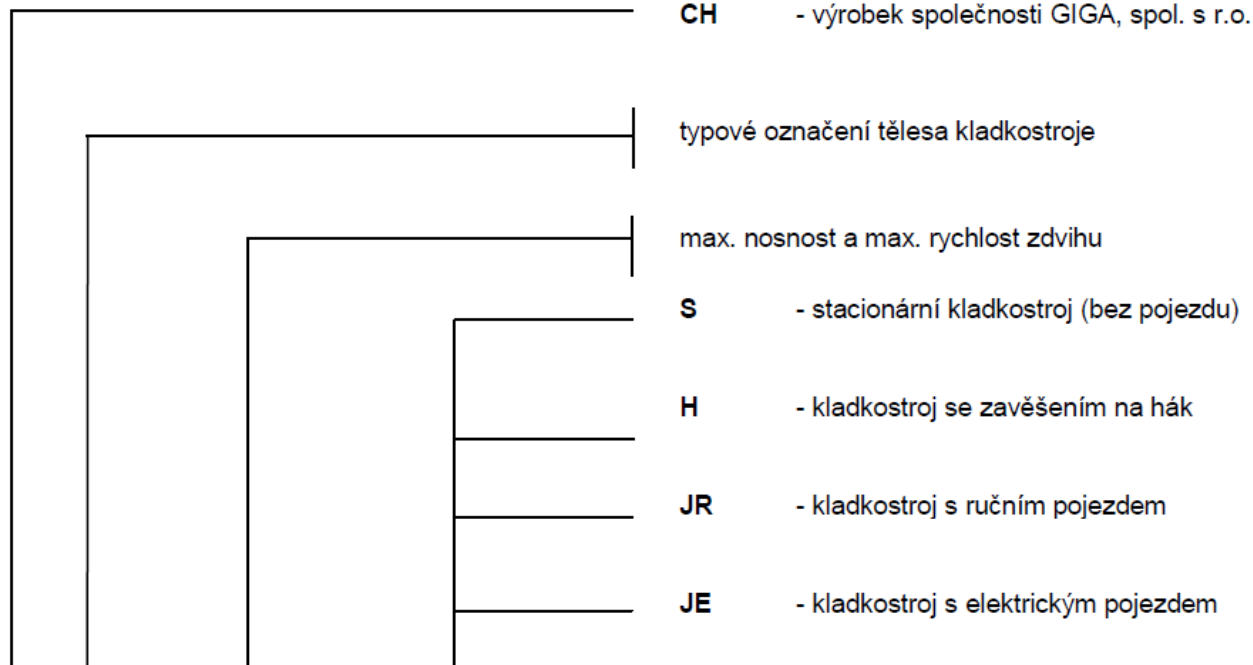 CH - výrobek společnosti GIGA, spol. s r.o.
typové označení tělesa kladkostroje
max. nosnost a max. rychlost zdvihu
S - stacionární kladkostroj (bez pojezdu)
H - kladkostroj se zavěšením na hák
JR - kladkostroj s ručním pojezdem
JE - kladkostroj s elektrickým pojezdem